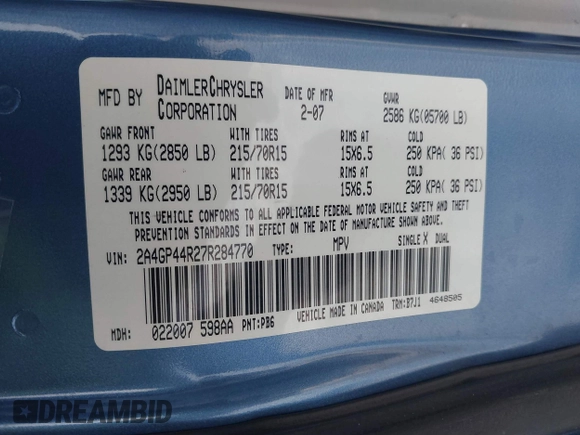 MFD BY DAIMLERCHRYSLER CORPORATION DATE OF MFR 2-07 GVWR 2586 KG(05700 LB)
GAWR FRONT WITH TIRES RIMS AT COLD
1293 KG(2850 LB) 215/70R15 15X6.5 250 KPA( 36 PSI)
GAWR REAR WITH TIRES RIMS AT COLD
1339 KG(2950 LB) 215/70R15 15X6.5 250 KPA( 36 PSI)
THIS VEHICLE CONFORMS TO ALL APPLICABLE FEDERAL MOTOR VEHICLE SAFETY AND THEFT
PREVENTION STANDARDS IN EFFECT ON THE DATE OF MANUFACTURE SHOWN ABOVE.
VIN: 2A4GP44R27R284770 TYPE: MPV SINGLE X DUAL
VEHICLE MADE IN CANADA TRM:B7J1 4648505
MDH: 022007 598AA PNT:PB6
DREAMBID